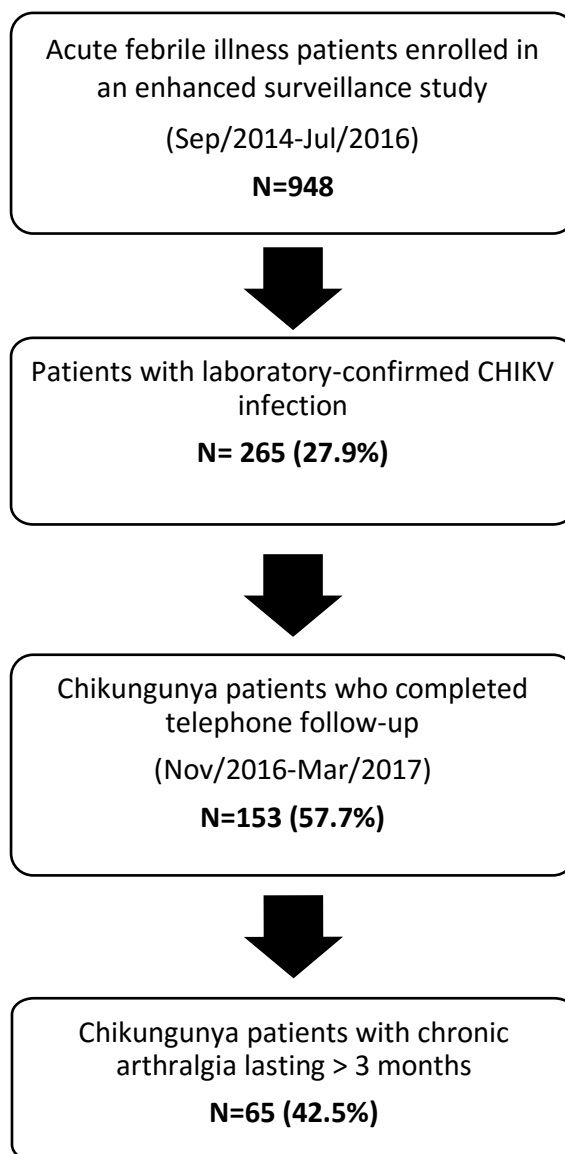 Acute febrile illness patients enrolled in
an enhanced surveillance study
(Sep/2014-Jul/2016)
N=948
Patients with laboratory-confirmed CHIKV
infection
N= 265 (27.9%)
Chikungunya patients who completed
telephone follow-up
(Nov/2016-Mar/2017)
N=153 (57.7%)
Chikungunya patients with chronic
arthralgia lasting > 3 months
N=65 (42.5%)